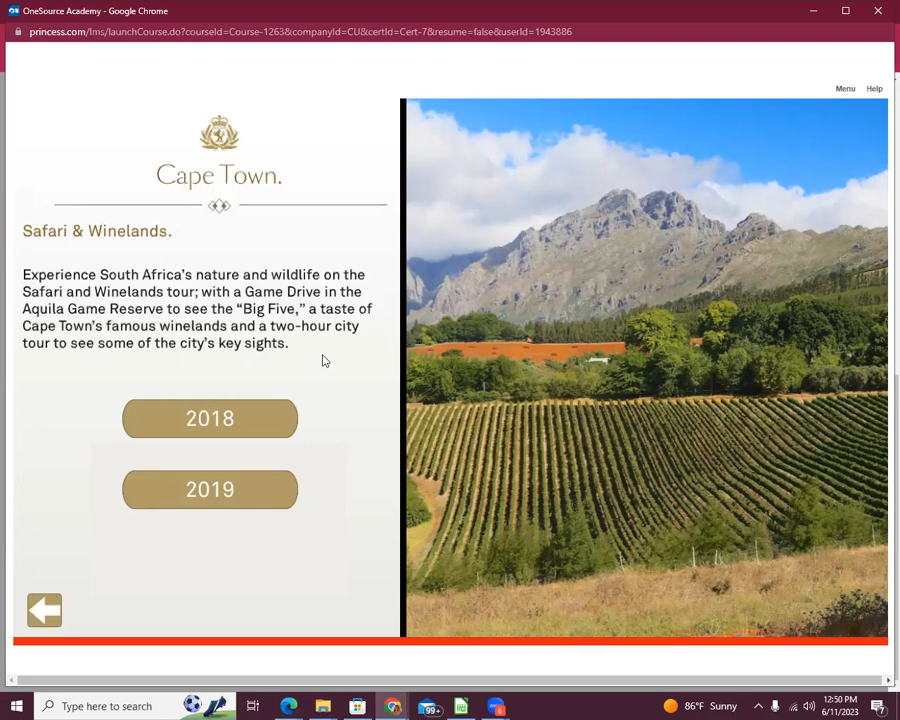 OneSource Academy - Google Chrome
princess.com/lms/launchCourse.do?courseId=Course-1263&companyId=CU&certId=Cert-7&resume=false&userId=1943886
Menu Help
Cape Town.
Safari & Winelands.
Experience South Africa's nature and wildlife on the
Safari and Winelands tour; with a Game Drive in the
Aquila Game Reserve to see the "Big Five," a taste of
Cape Town's famous winelands and a two-hour city
tour to see some of the city's key sights.
2018
2019
Type here to search
99+
6
86°F Sunny
12:50 PM
6/11/2023
7